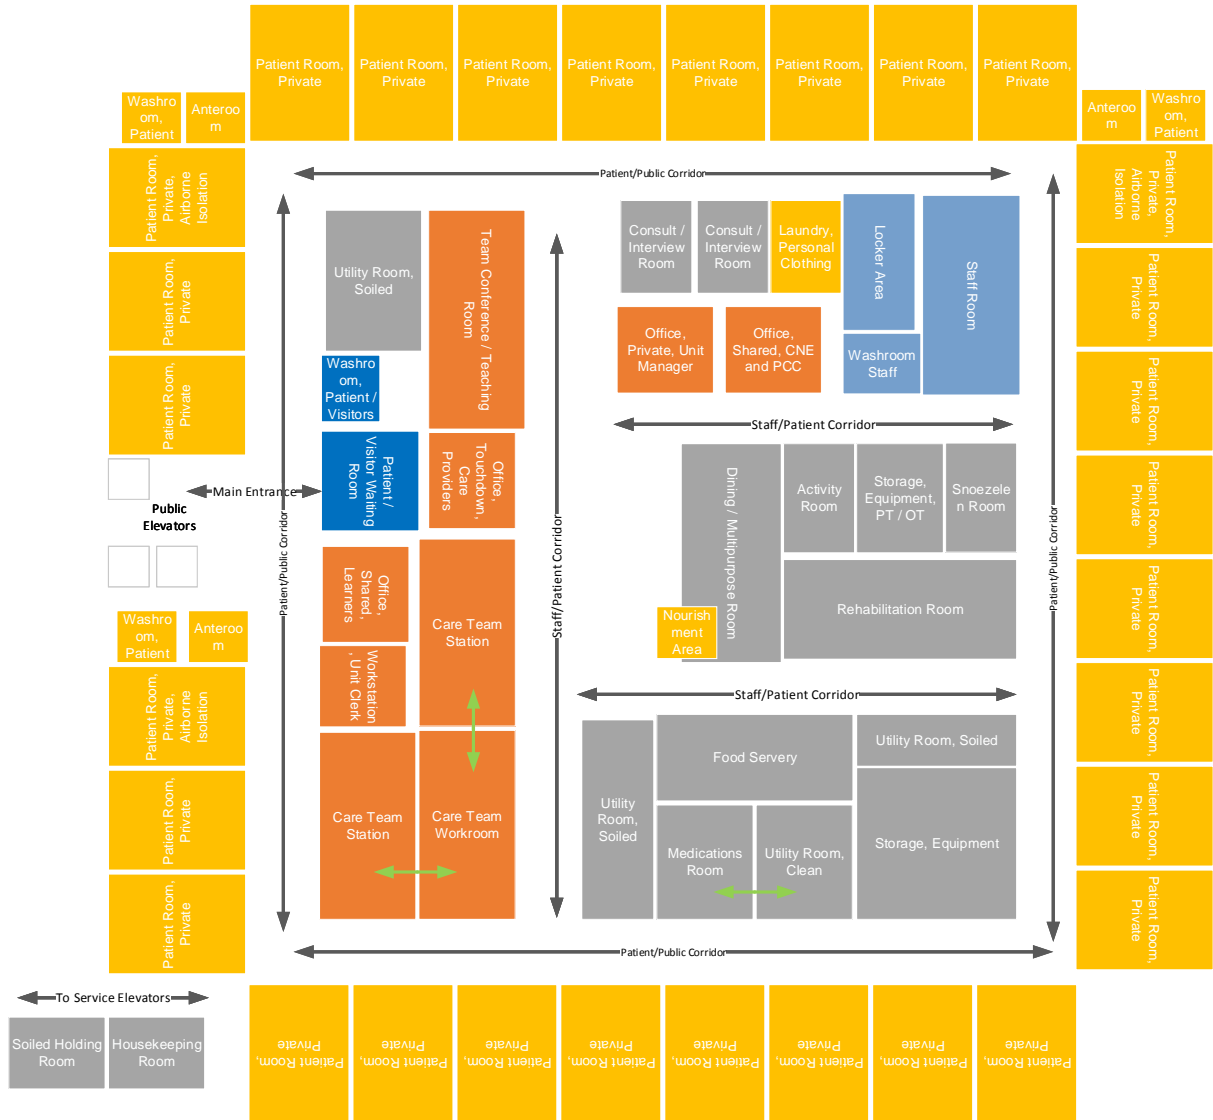 Patient Room,
Private
Patient Room,
Private
Patient Room,
Private
Patient Room,
Private
Patient Room,
Private
Patient Room,
Private
Patient Room,
Private
Patient Room,
Private
Washro
om,
Patient
Anteroo
m
Anteroo
m
Washro
om,
Patient
Patient Room,
Private,
Airborne
Isolation
Patient Room,
Private
Patient Room,
Private
Public
Elevators
Main Entrance
Washro
om,
Patient
Anteroo
m
Patient Room,
Private,
Airborne
Isolation
Patient Room,
Private
Patient Room,
Private
To Service Elevators
Soiled Holding
Room
Housekeeping
Room
Patient/Public Corridor
Patient/Public Corridor
Utility Room,
Soiled
Team Conference / Teaching
Room
Washro
om,
Patient /
Visitors
Patient /
Visitor Waiting
Room
Office,
Touchdown,
Care
Providers
Office,
Shared,
Learners
Care Team
Station
Workstation
, Unit Clerk
Care Team
Station
Care Team
Workroom
Staff/Patient Corridor
Consult /
Interview
Room
Consult /
Interview
Room
Laundry,
Personal
Clothing
Locker Area
Staff Room
Office,
Private, Unit
Manager
Office,
Shared, CNE
and PCC
Washroom
Staff
Staff/Patient Corridor
Dining / Multipurpose Room
Activity
Room
Storage,
Equipment,
PT / OT
Snoezele
n Room
Nourish
ment
Area
Rehabilitation Room
Staff/Patient Corridor
Utility
Room,
Soiled
Food Servery
Utility Room, Soiled
Medications
Room
Utility Room,
Clean
Storage, Equipment
Patient/Public Corridor
Patient/Public Corridor
Patient Room,
Private,
Airborne
Isolation
Patient Room,
Private
Patient Room,
Private
Patient Room,
Private
Patient Room,
Private
Patient Room,
Private
Patient Room,
Private
Patient Room,
Private
Patient Room,
Private
Patient Room,
Private
Patient Room,
Private
Patient Room,
Private
Patient Room,
Private
Patient Room,
Private
Patient Room,
Private
Patient Room,
Private